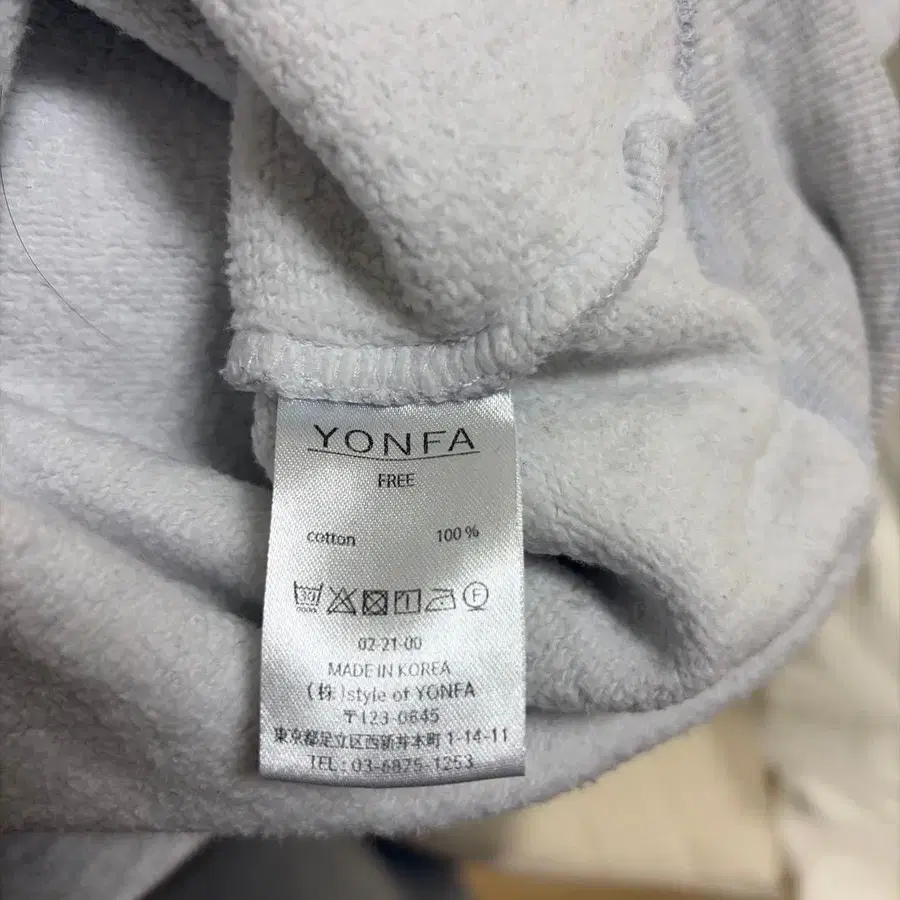 YONFA
FREE
cotton 100%
30
F
02-21-00
MADE IN KOREA
(株)style of YONFA
〒123-0845
東京都足立区西新井本町 1-14-11
TEL: 03-6875-1253